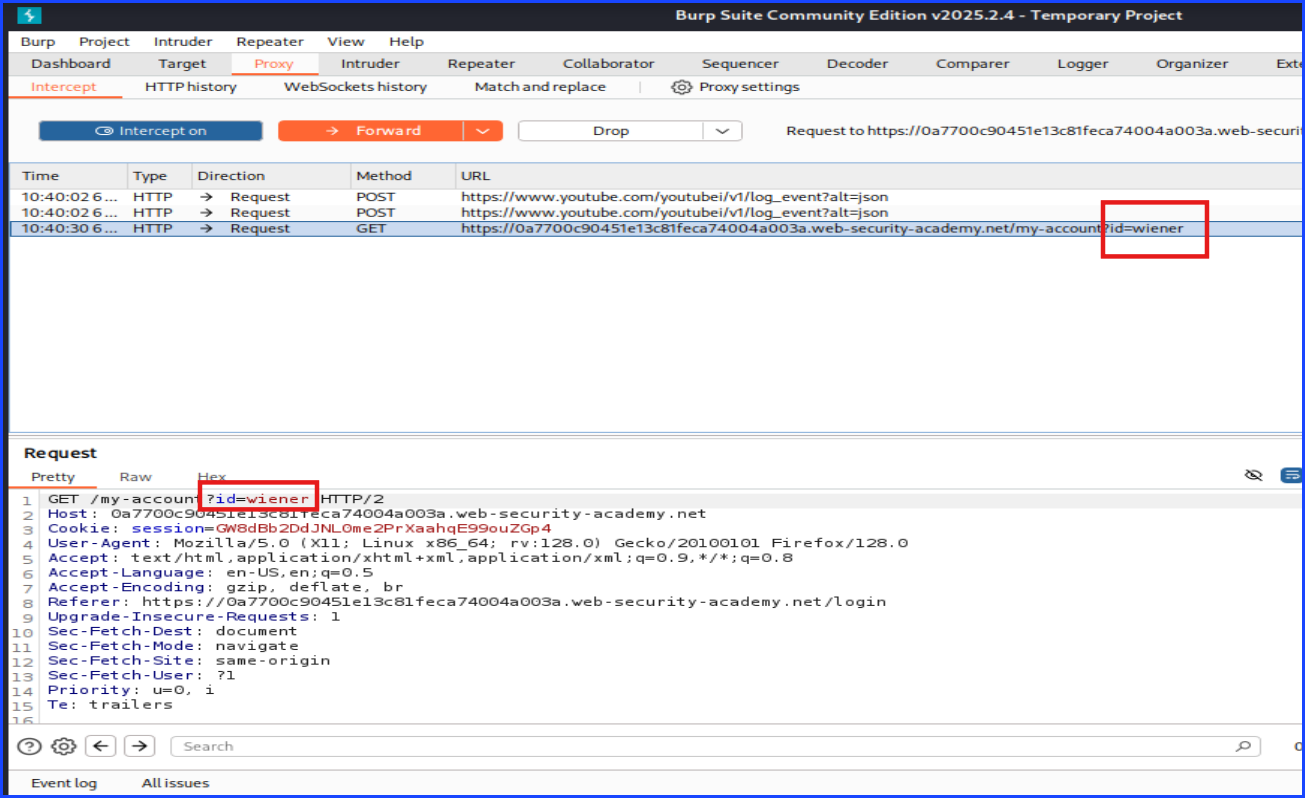 Burp Suite Community Edition v2025.2.4 - Temporary Project
Burp Project Intruder Repeater View Help
Dashboard Target Proxy Intruder Repeater Collaborator Sequencer Decoder Comparer Logger Organizer Exte
Intercept HTTP history WebSockets history Match and replace Proxy settings
Intercept on Forward Drop Request to https://0a7700c90451e13c81feca74004a003a.web-securi
Time Type Direction Method URL
10:40:02 6... HTTP → Request POST https://www.youtube.com/youtubei/v1/log_event?alt=json
10:40:02 6... HTTP → Request POST https://www.youtube.com/youtubei/v1/log_event?alt=json
10:40:30 6... HTTP → Request GET https://0a7700c90451e13c81feca74004a003a.web-security-academy.net/my-account?id=wiener
Request
Pretty Raw Hex
1 GET /my-account?id=wiener HTTP/2
2 Host: 0a7700c90451e13c81feca74004a003a.web-security-academy.net
3 Cookie: session=GW8dBb2DdJNL0me2PrXaahqE99ouZGp4
4 User-Agent: Mozilla/5.0 (X11; Linux x86_64; rv:128.0) Gecko/20100101 Firefox/128.0
5 Accept: text/html,application/xhtml+xml,application/xml;q=0.9,*/*;q=0.8
6 Accept-Language: en-US,en;q=0.5
7 Accept-Encoding: gzip, deflate, br
8 Referer: https://0a7700c90451e13c81feca74004a003a.web-security-academy.net/login
9 Upgrade-Insecure-Requests: 1
10 Sec-Fetch-Dest: document
11 Sec-Fetch-Mode: navigate
12 Sec-Fetch-Site: same-origin
13 Sec-Fetch-User: ?1
14 Priority: u=0, i
15 Te: trailers
16
Search 0
Event log All issues